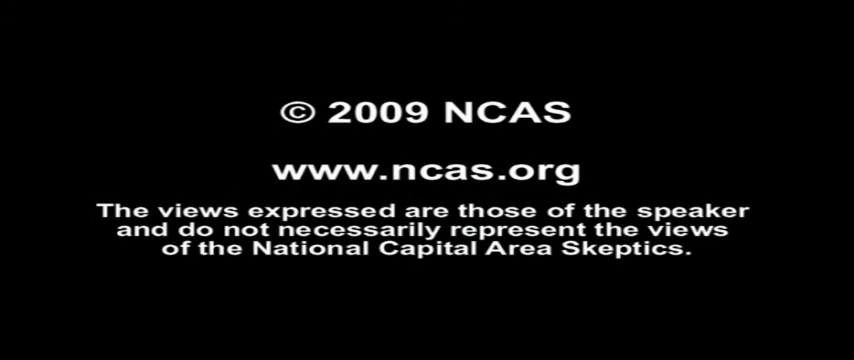 © 2009 NCAS
www.ncas.org
The views expressed are those of the speaker
and do not necessarily represent the views
of the National Capital Area Skeptics.